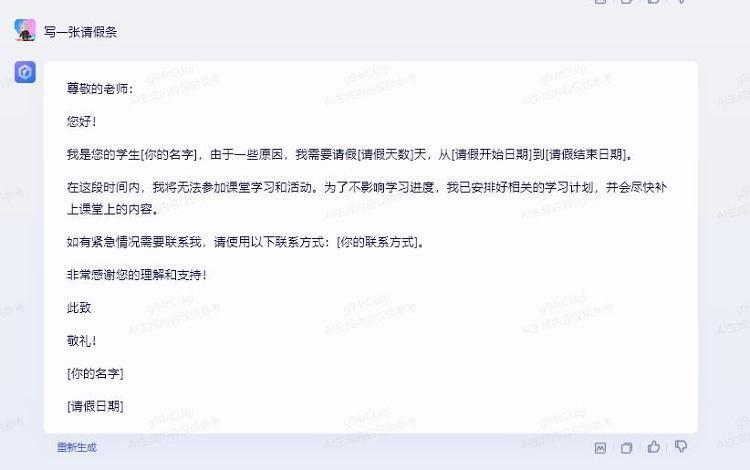 写一张请假条
尊敬的老师：
您好！
我是您的学生[你的名字]，由于一些原因，我需要请假[请假天数]天，从[请假开始日期]到[请假结束日期]。
在这段时间内，我将无法参加课堂学习和活动。为了不影响学习进度，我已安排好相关的学习计划，并会尽快补
上课堂上的内容。
如有紧急情况需要联系我，请使用以下联系方式：[你的联系方式]。
非常感谢您的理解和支持！
此致
敬礼！
[你的名字]
[请假日期]
重新生成